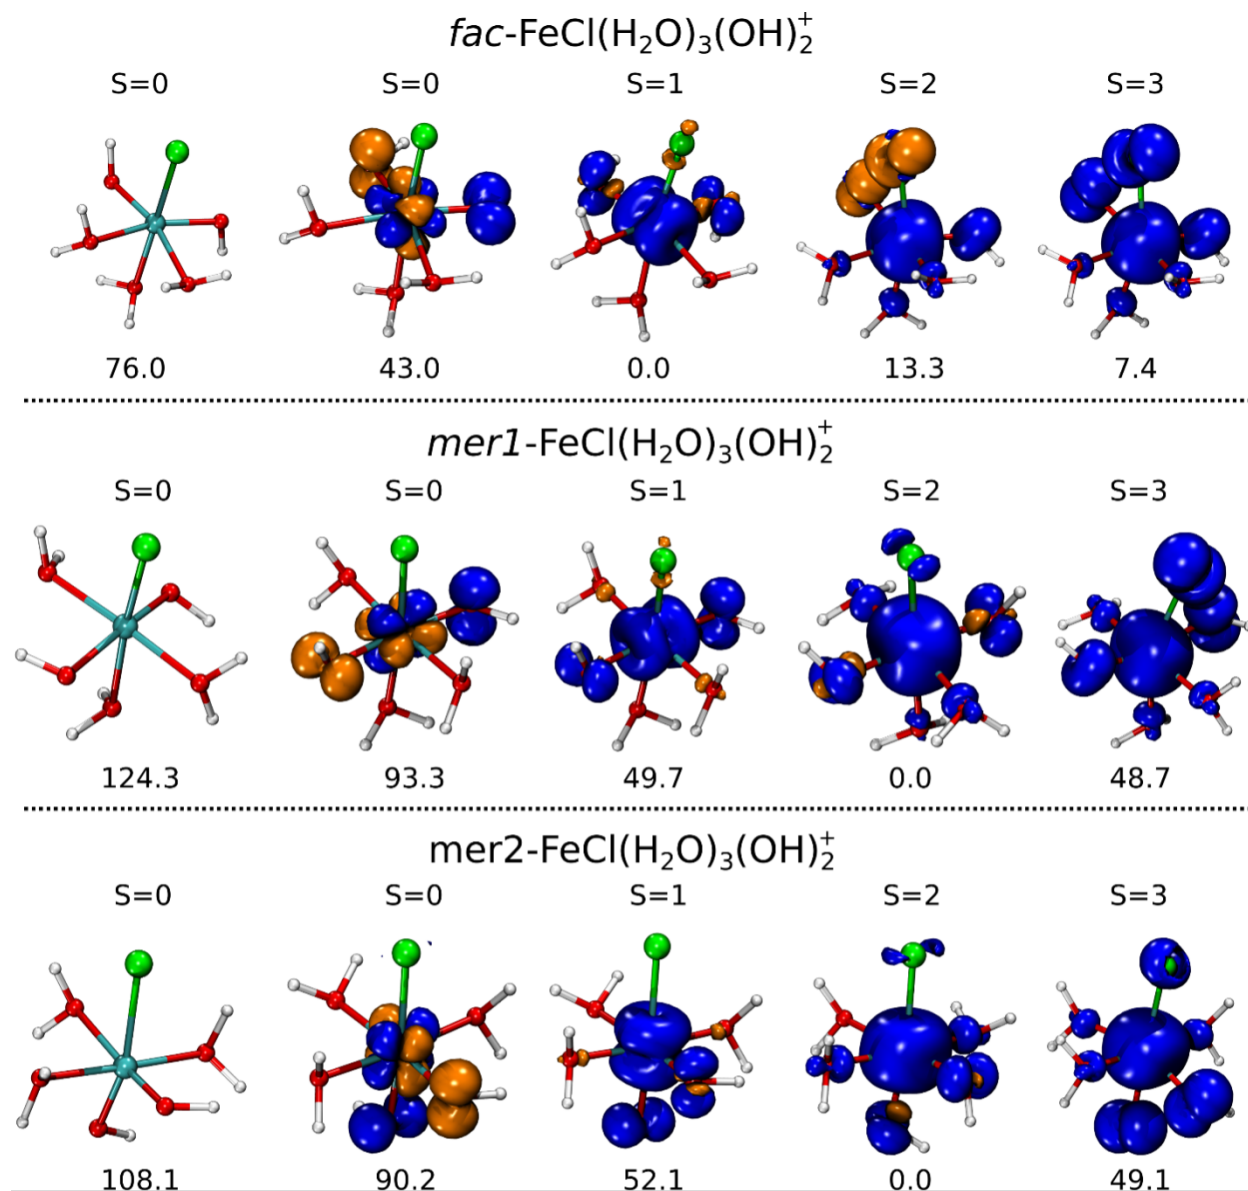 fac-FeCl(H₂O)₃(OH)₂⁺
S=0 S=0 S=1 S=2 S=3
76.0 43.0 0.0 13.3 7.4
mer1-FeCl(H₂O)₃(OH)₂⁺
S=0 S=0 S=1 S=2 S=3
124.3 93.3 49.7 0.0 48.7
mer2-FeCl(H₂O)₃(OH)₂⁺
S=0 S=0 S=1 S=2 S=3
108.1 90.2 52.1 0.0 49.1